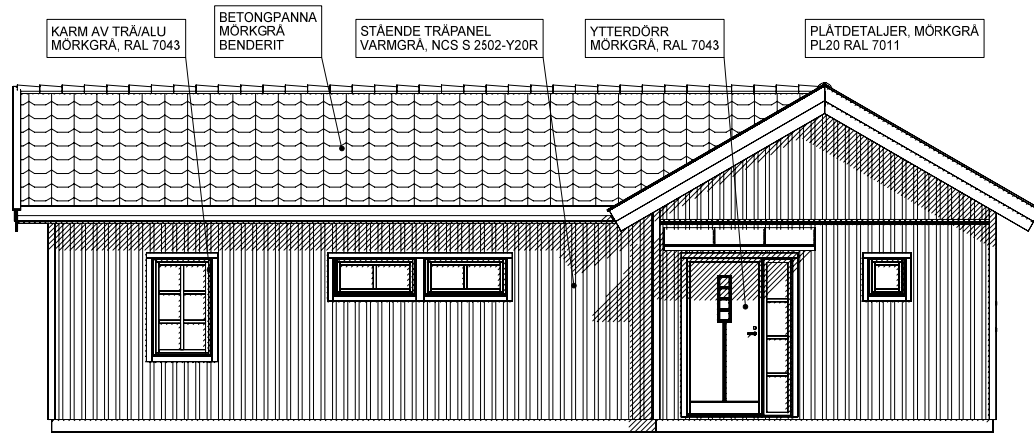 KARM AV TRÄ/ALU
MÖRKGRÅ, RAL 7043
BETONGPANNA
MÖRKGRÅ
BENDERIT
STÅENDE TRÄPANEL
VARMGRÅ, NCS S 2502-Y20R
YTTERDÖRR
MÖRKGRÅ, RAL 7043
PLÅTDETALJER, MÖRKGRÅ
PL20 RAL 7011